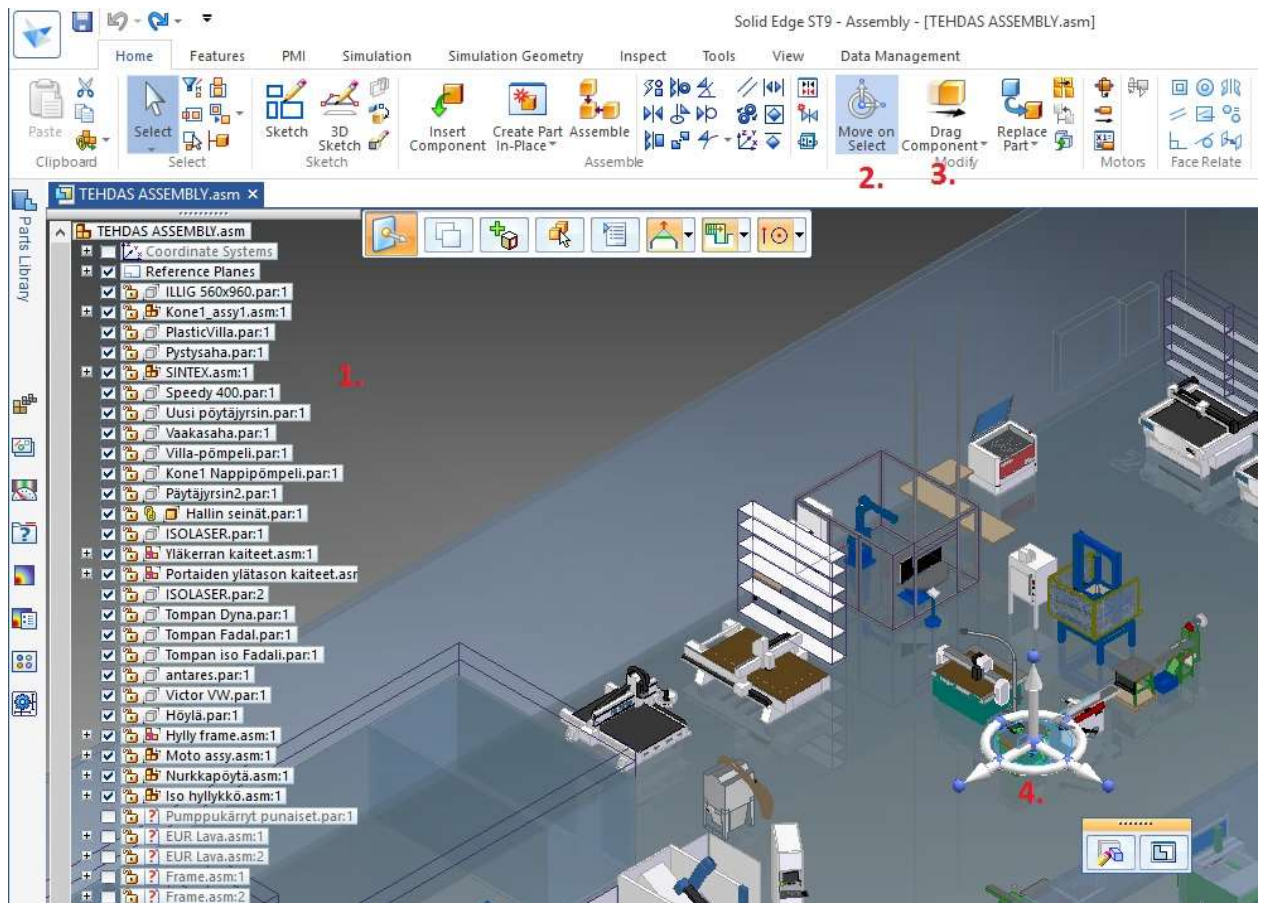 Solid Edge ST9 - Assembly - [TEHDAS ASSEMBLY.asm]
Home Features PMI Simulation Simulation Geometry Inspect Tools View Data Management
Paste
Select
Sketch
3D
Sketch
Insert
Component
Create Part
In-Place
Assemble
Move on
Select
Drag
Component
Replace
Part
Clipboard Select Sketch Assemble Modify Motors Face Relate
2. 3.
TEHDAS ASSEMBLY.asm ×
Parts Library
TEHDAS ASSEMBLY.asm
Coordinate Systems
Reference Planes
ILLIG 560x960.par:1
Kone1_assy1.asm:1
PlasticVilla.par:1
Pystysaha.par:1
SINTEX.asm:1
1.
Speedy 400.par:1
Uusi pöytäjyrsin.par:1
Vaakasaha.par:1
Villa-pömpeli.par:1
Kone1 Nappipömpeli.par:1
Päytäjyrsin2.par:1
Hallin seinät.par:1
ISOLASER.par:1
Yläkerran kaiteet.asm:1
Portaiden ylätason kaiteet.asr
ISOLASER.par:2
Tompan Dyna.par:1
Tompan Fadal.par:1
Tompan iso Fadali.par:1
antares.par:1
Victor VW.par:1
Höylä.par:1
Hylly frame.asm:1
Moto assy.asm:1
Nurkkapöytä.asm:1
Iso hyllykkö.asm:1
4.
Pumppukärryt punaiset.par:1
EUR Lava.asm:1
EUR Lava.asm:2
Frame.asm:1
Frame.asm:2